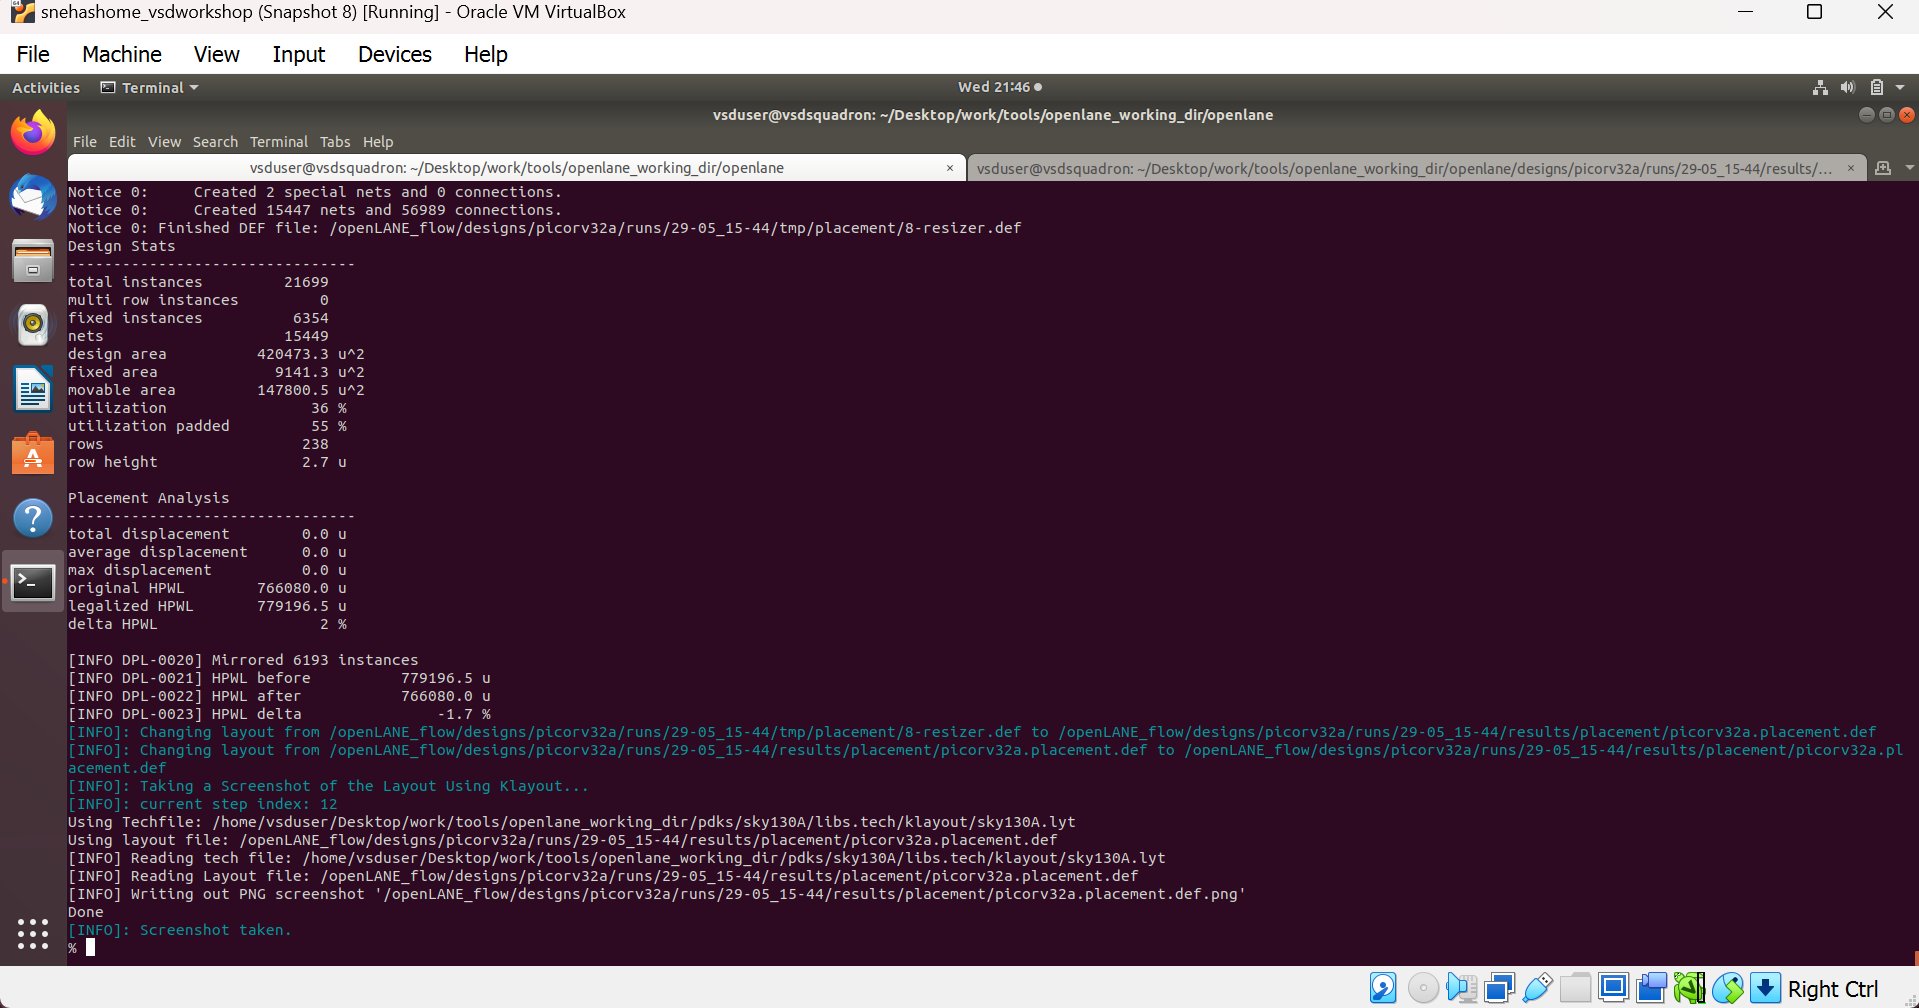 snehashome_vsdworkshop (Snapshot 8) [Running] - Oracle VM VirtualBox
File Machine View Input Devices Help
Activities Terminal Wed 21:46
vsduser@vsdsquadron: ~/Desktop/work/tools/openlane_working_dir/openlane
File Edit View Search Terminal Tabs Help
vsduser@vsdsquadron: ~/Desktop/work/tools/openlane_working_dir/openlane × vsduser@vsdsquadron: ~/Desktop/work/tools/openlane_working_dir/openlane/designs/picorv32a/runs/29-05_15-44/results/... ×
Notice 0:     Created 2 special nets and 0 connections.
Notice 0:     Created 15447 nets and 56989 connections.
Notice 0: Finished DEF file: /openLANE_flow/designs/picorv32a/runs/29-05_15-44/tmp/placement/8-resizer.def
Design Stats
--------------------------------
total instances         21699
multi row instances         0
fixed instances          6354
nets                    15449
design area          420473.3 u^2
fixed area             9141.3 u^2
movable area         147800.5 u^2
utilization                36 %
utilization padded         55 %
rows                      238
row height                2.7 u
Placement Analysis
--------------------------------
total displacement        0.0 u
average displacement      0.0 u
max displacement          0.0 u
original HPWL        766080.0 u
legalized HPWL       779196.5 u
delta HPWL                  2 %
[INFO DPL-0020] Mirrored 6193 instances
[INFO DPL-0021] HPWL before          779196.5 u
[INFO DPL-0022] HPWL after           766080.0 u
[INFO DPL-0023] HPWL delta               -1.7 %
[INFO]: Changing layout from /openLANE_flow/designs/picorv32a/runs/29-05_15-44/tmp/placement/8-resizer.def to /openLANE_flow/designs/picorv32a/runs/29-05_15-44/results/placement/picorv32a.placement.def
[INFO]: Changing layout from /openLANE_flow/designs/picorv32a/runs/29-05_15-44/results/placement/picorv32a.placement.def to /openLANE_flow/designs/picorv32a/runs/29-05_15-44/results/placement/picorv32a.pl
acement.def
[INFO]: Taking a Screenshot of the Layout Using Klayout...
[INFO]: current step index: 12
Using Techfile: /home/vsduser/Desktop/work/tools/openlane_working_dir/pdks/sky130A/libs.tech/klayout/sky130A.lyt
Using layout file: /openLANE_flow/designs/picorv32a/runs/29-05_15-44/results/placement/picorv32a.placement.def
[INFO] Reading tech file: /home/vsduser/Desktop/work/tools/openlane_working_dir/pdks/sky130A/libs.tech/klayout/sky130A.lyt
[INFO] Reading Layout file: /openLANE_flow/designs/picorv32a/runs/29-05_15-44/results/placement/picorv32a.placement.def
[INFO] Writing out PNG screenshot '/openLANE_flow/designs/picorv32a/runs/29-05_15-44/results/placement/picorv32a.placement.def.png'
Done
[INFO]: Screenshot taken.
%
Right Ctrl